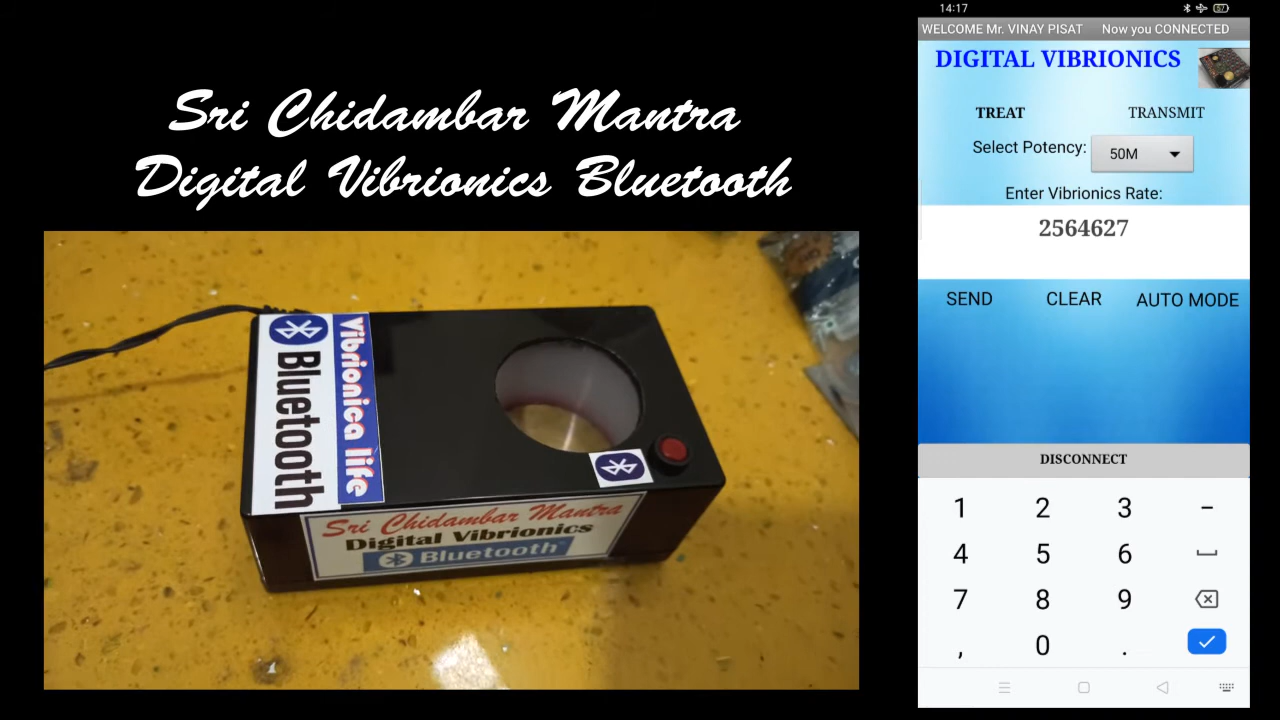 Sri Chidambar Mantra
Digital Vibrionics Bluetooth
Bluetooth
Vibrionica life
Sri Chidambar Mantra
Digital Vibrionics
Bluetooth
14:17
67
WELCOME Mr. VINAY PISAT Now you CONNECTED
DIGITAL VIBRIONICS
TREAT TRANSMIT
Select Potency: 50M
Enter Vibrionics Rate:
2564627
SEND CLEAR AUTO MODE
DISCONNECT
1 2 3 −
4 5 6
7 8 9
, 0 .